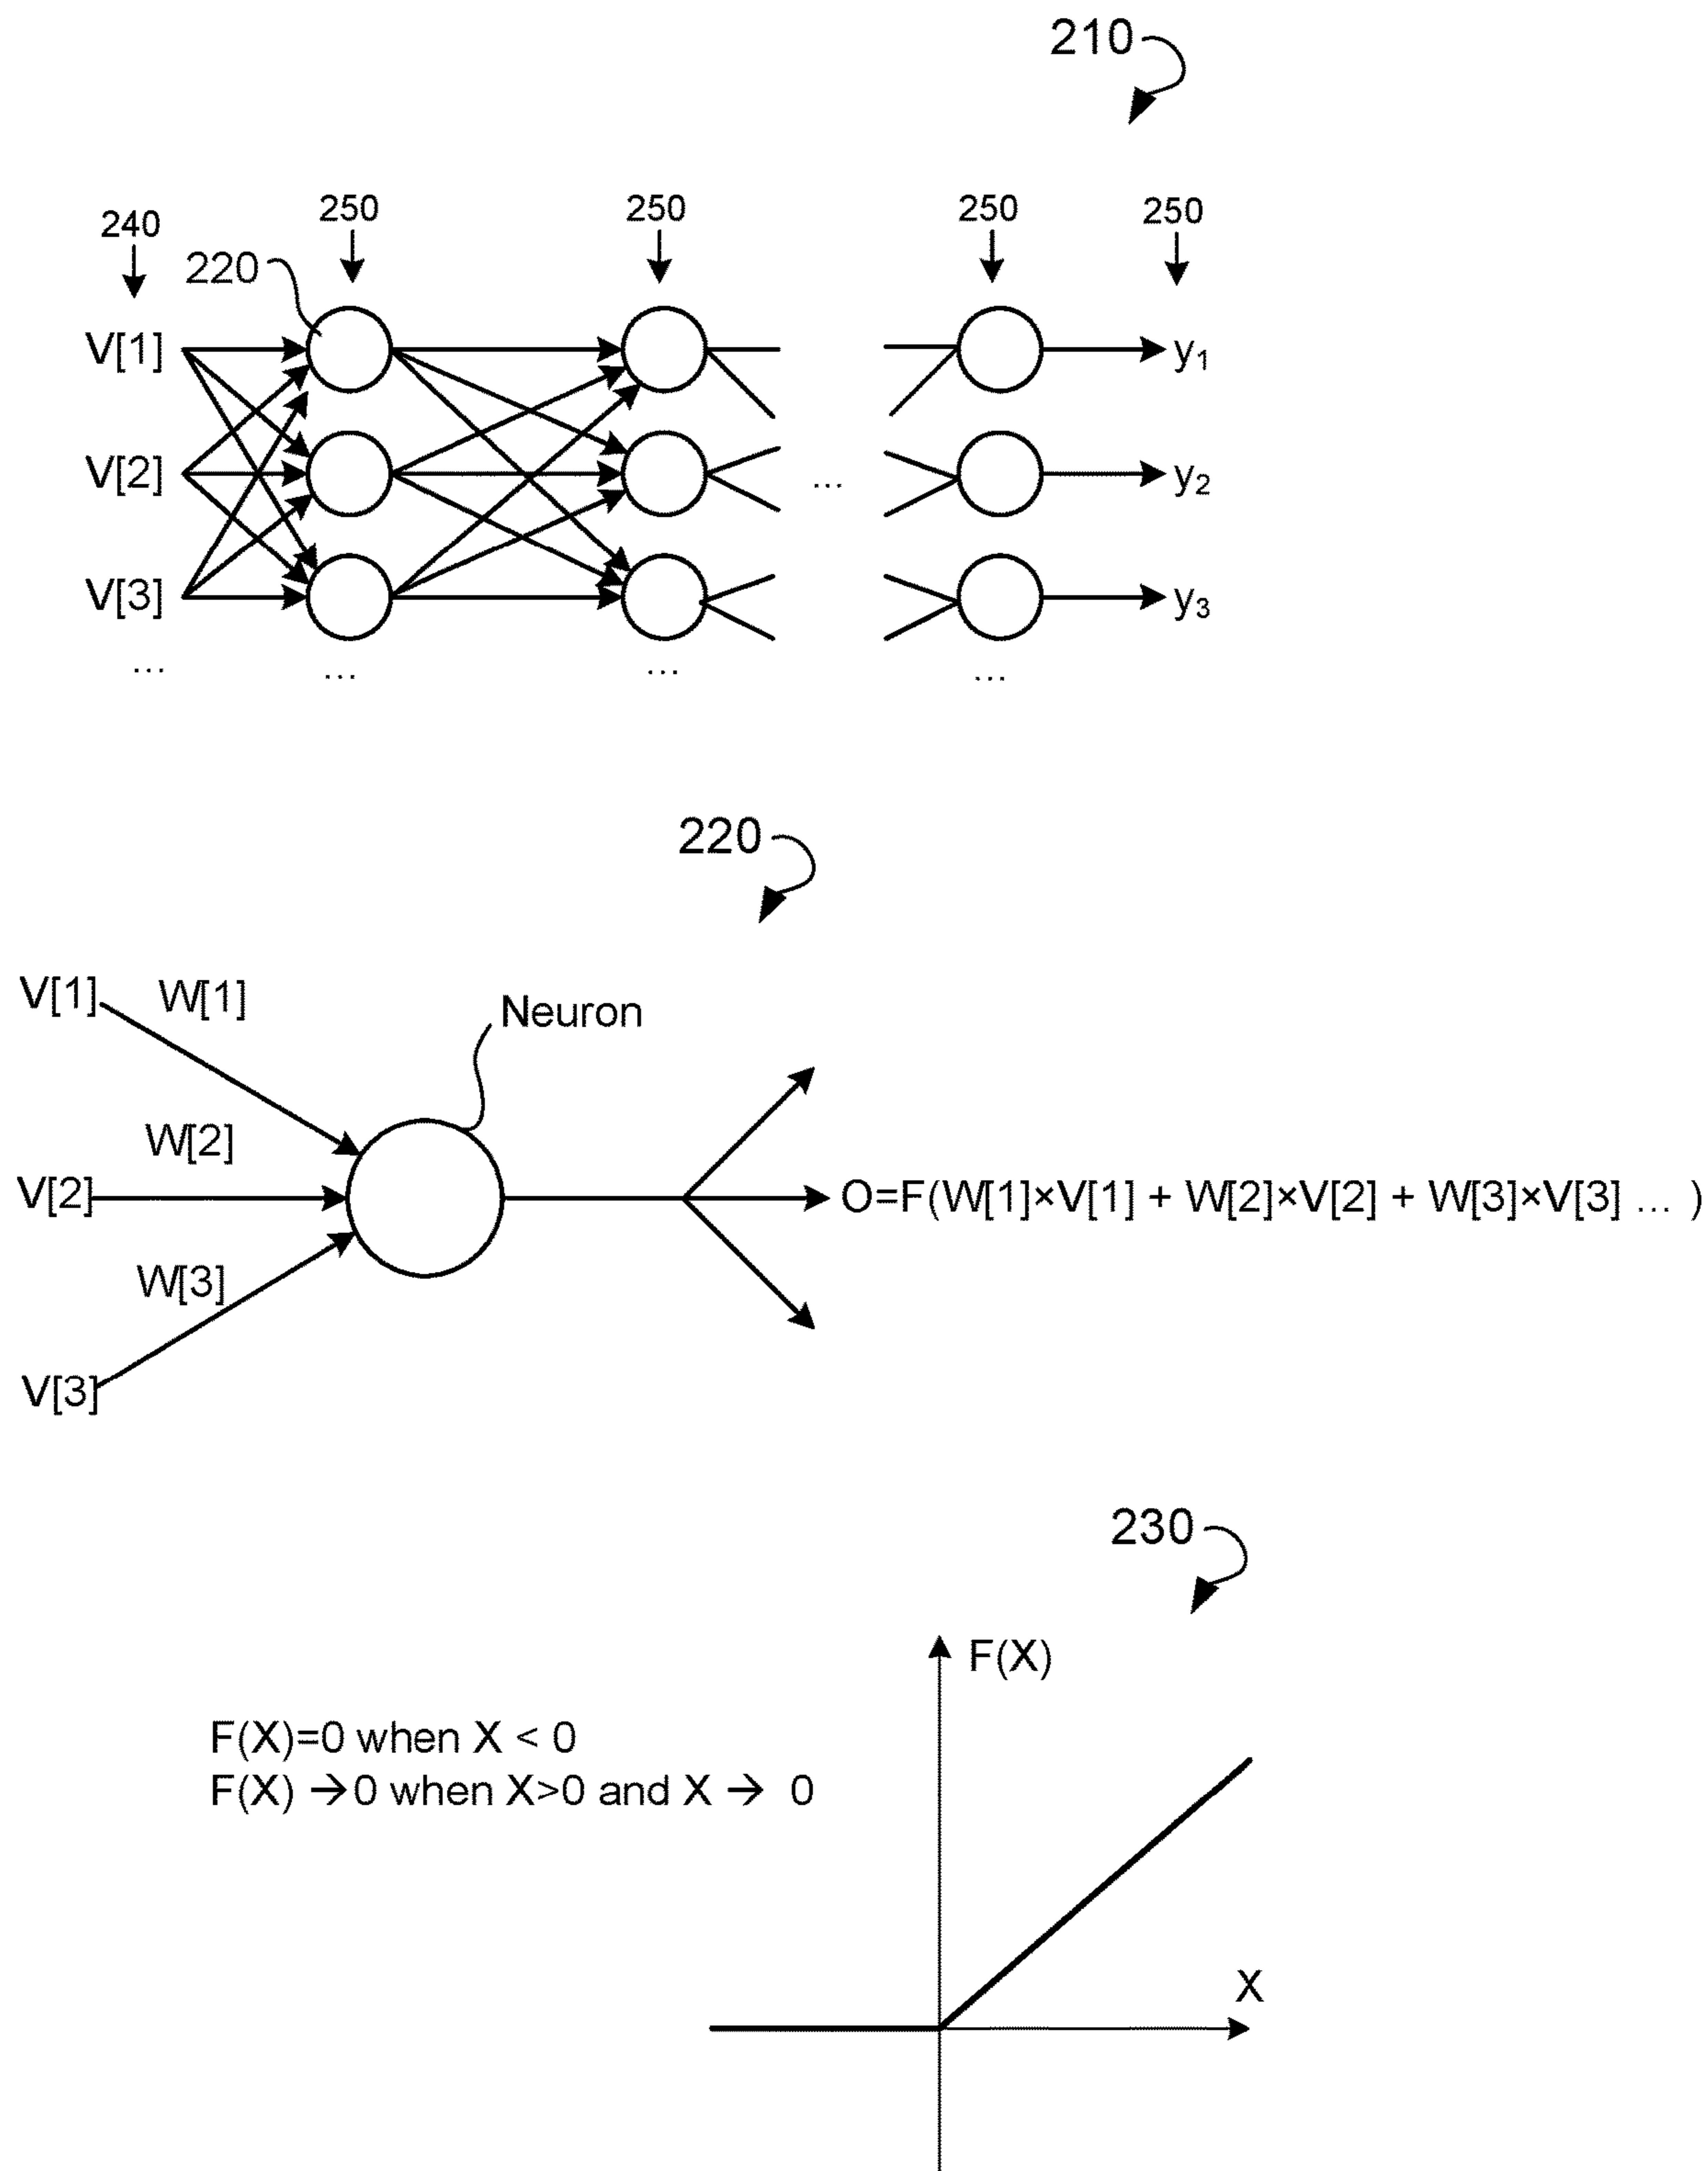 210
240 250 250 250 250
220
V[1] y₁
V[2] ... y₂
V[3] y₃
... ... ... ...
220
V[1] W[1] Neuron
W[2]
V[2] O=F(W[1]×V[1] + W[2]×V[2] + W[3]×V[3] ... )
W[3]
V[3]
230
F(X)
F(X)=0 when X < 0
F(X) →0 when X>0 and X → 0
X